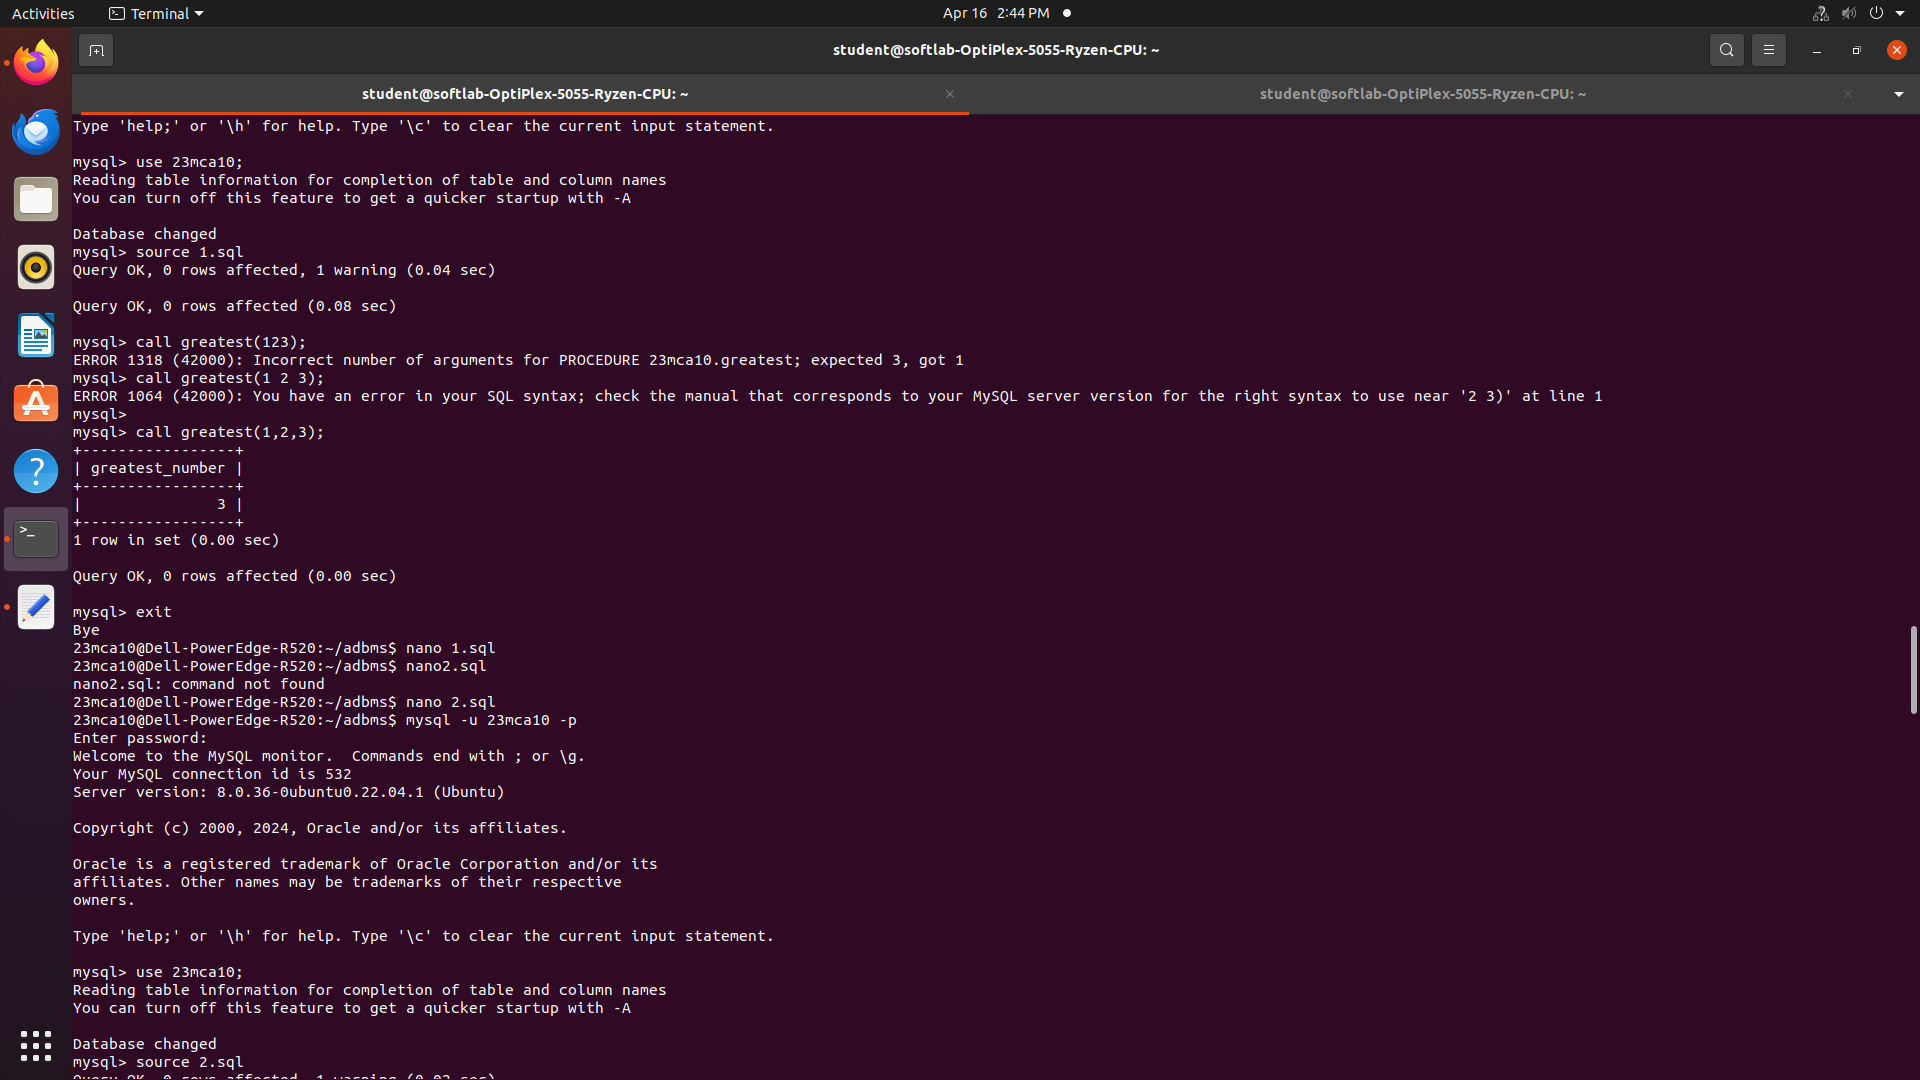 Activities
Terminal
Apr 16 2:44 PM
student@softlab-OptiPlex-5055-Ryzen-CPU: ~
student@softlab-OptiPlex-5055-Ryzen-CPU: ~
student@softlab-OptiPlex-5055-Ryzen-CPU: ~
Type 'help;' or '\h' for help. Type '\c' to clear the current input statement.
mysql> use 23mca10;
Reading table information for completion of table and column names
You can turn off this feature to get a quicker startup with -A
Database changed
mysql> source 1.sql
Query OK, 0 rows affected, 1 warning (0.04 sec)
Query OK, 0 rows affected (0.08 sec)
mysql> call greatest(123);
ERROR 1318 (42000): Incorrect number of arguments for PROCEDURE 23mca10.greatest; expected 3, got 1
mysql> call greatest(1 2 3);
ERROR 1064 (42000): You have an error in your SQL syntax; check the manual that corresponds to your MySQL server version for the right syntax to use near '2 3)' at line 1
mysql>
mysql> call greatest(1,2,3);
+-----------------+
| greatest_number |
+-----------------+
|               3 |
+-----------------+
1 row in set (0.00 sec)
Query OK, 0 rows affected (0.00 sec)
mysql> exit
Bye
23mca10@Dell-PowerEdge-R520:~/adbms$ nano 1.sql
23mca10@Dell-PowerEdge-R520:~/adbms$ nano2.sql
nano2.sql: command not found
23mca10@Dell-PowerEdge-R520:~/adbms$ nano 2.sql
23mca10@Dell-PowerEdge-R520:~/adbms$ mysql -u 23mca10 -p
Enter password:
Welcome to the MySQL monitor.  Commands end with ; or \g.
Your MySQL connection id is 532
Server version: 8.0.36-0ubuntu0.22.04.1 (Ubuntu)
Copyright (c) 2000, 2024, Oracle and/or its affiliates.
Oracle is a registered trademark of Oracle Corporation and/or its
affiliates. Other names may be trademarks of their respective
owners.
Type 'help;' or '\h' for help. Type '\c' to clear the current input statement.
mysql> use 23mca10;
Reading table information for completion of table and column names
You can turn off this feature to get a quicker startup with -A
Database changed
mysql> source 2.sql
Query OK, 0 rows affected, 1 warning (0.02 sec)